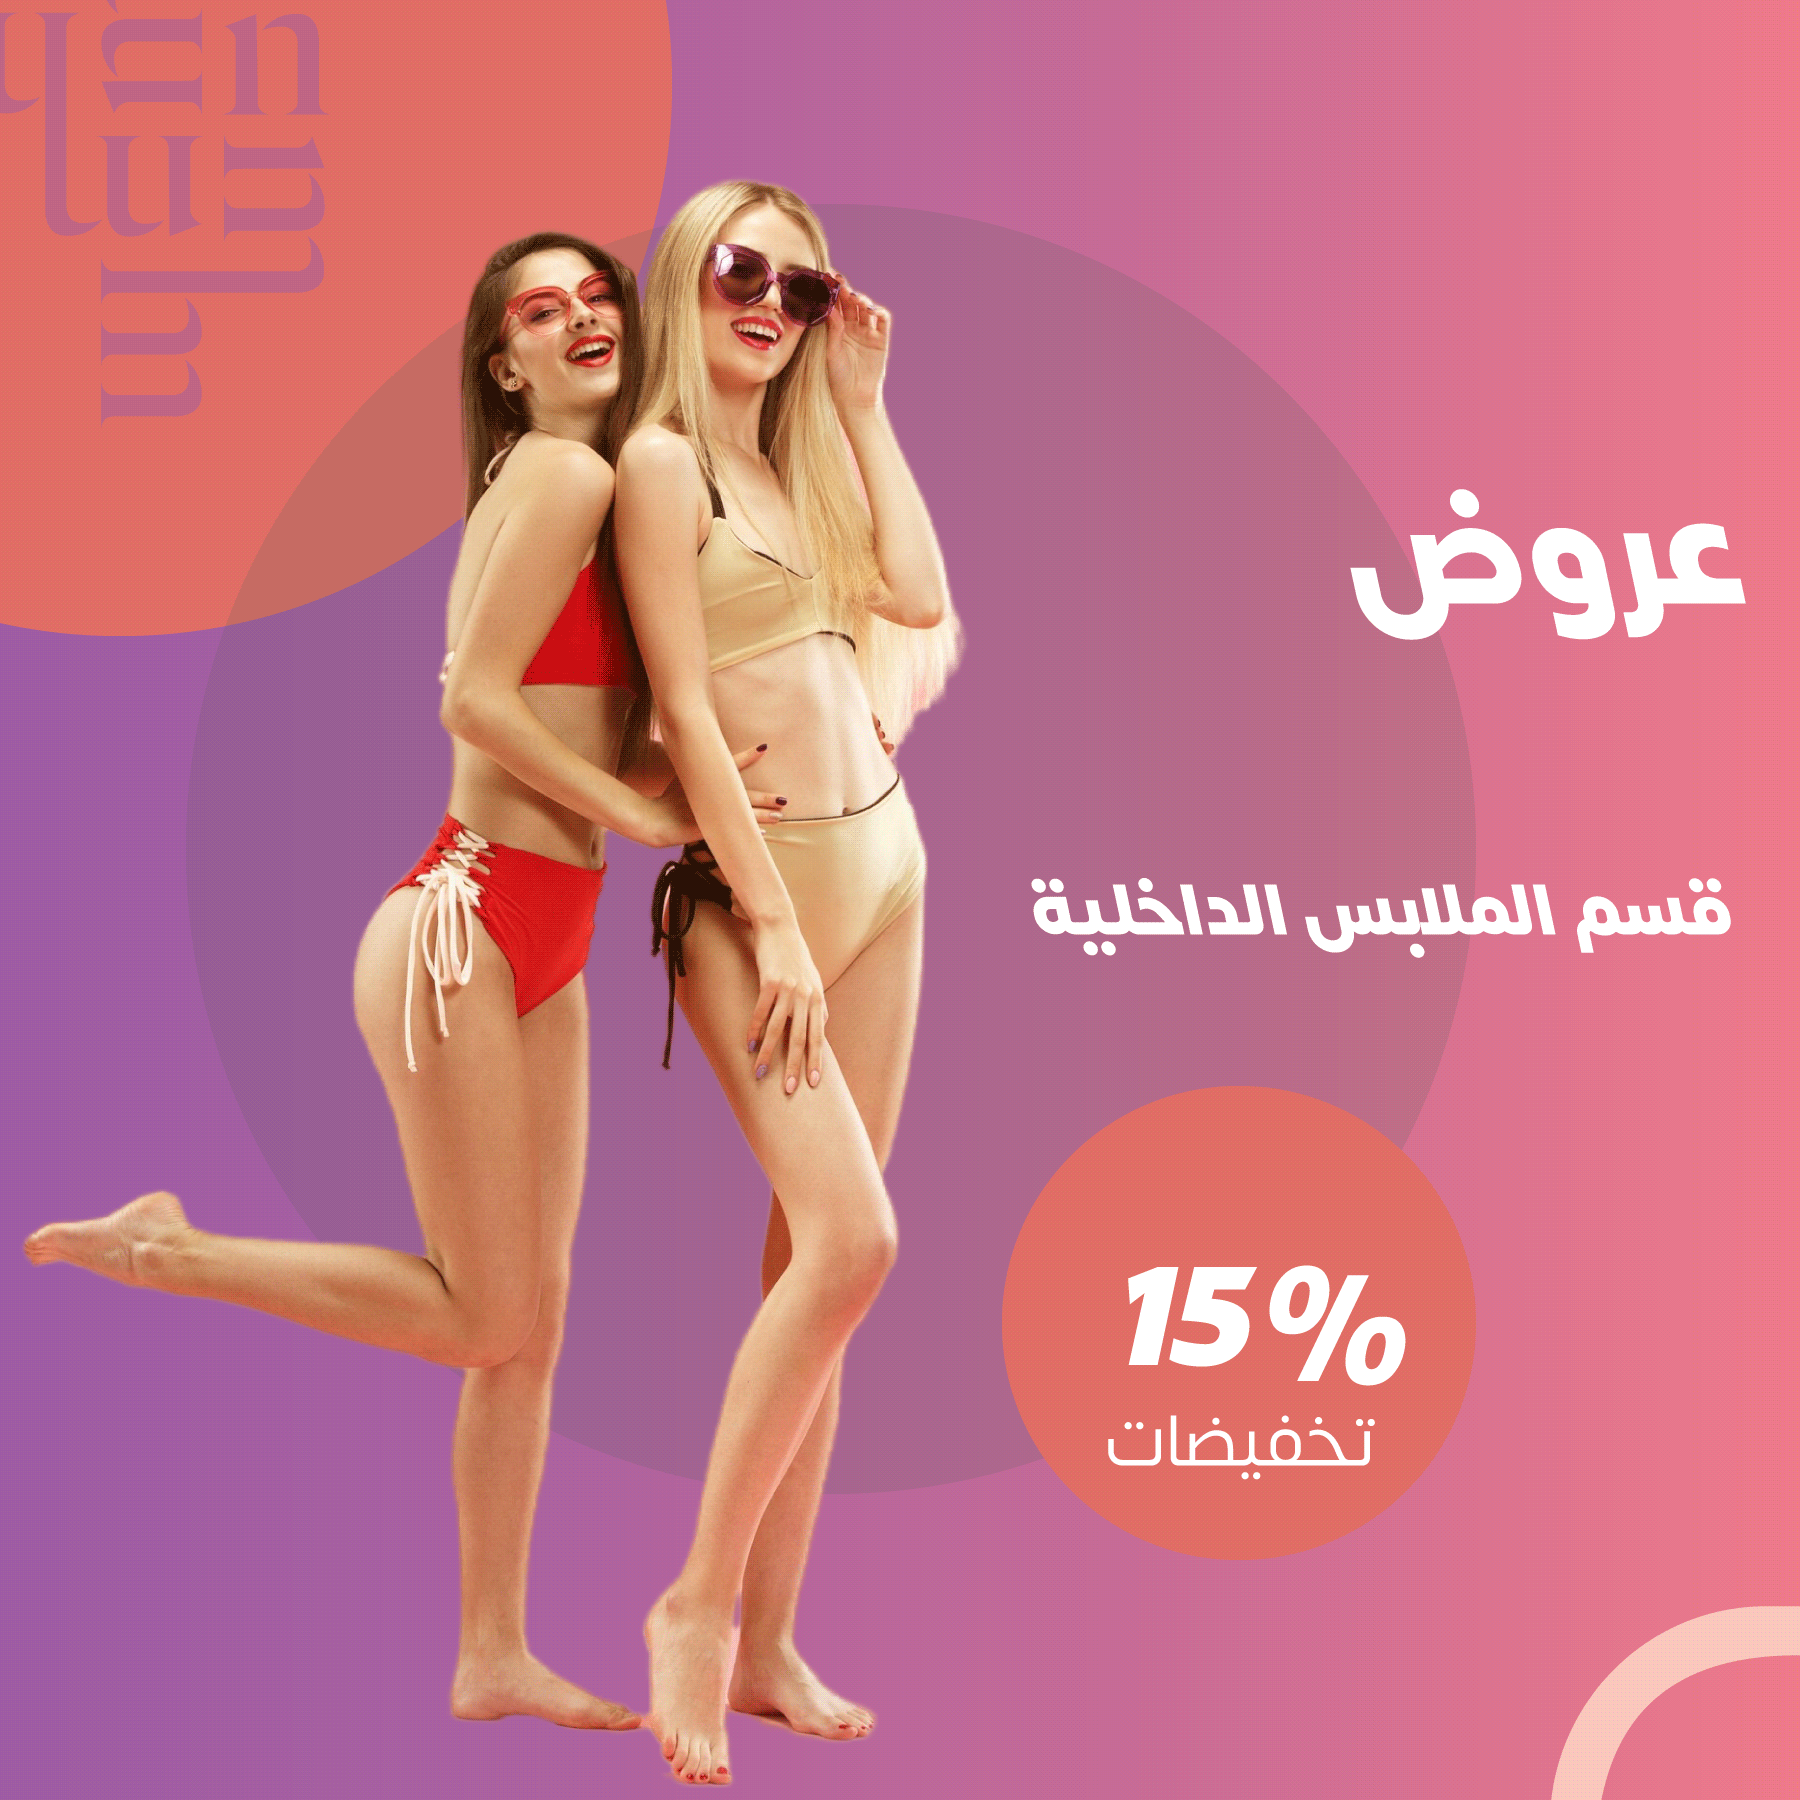 عروض
قسم الملابس الداخلية
15%
تخفيضات